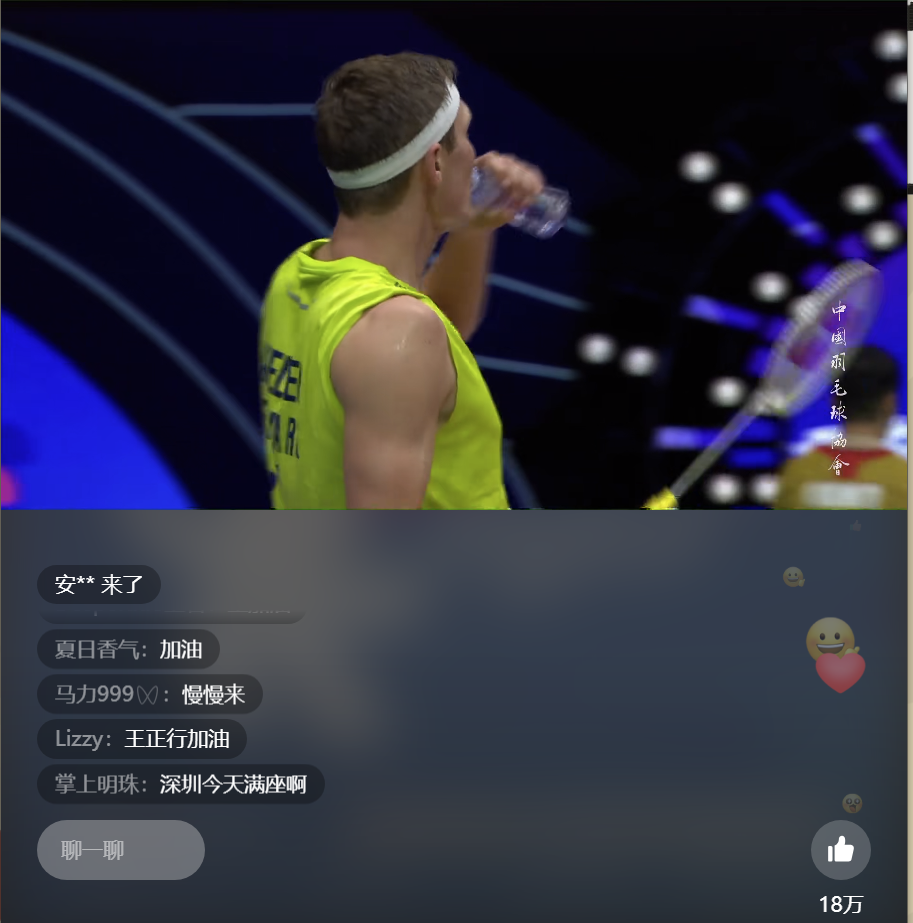 中國羽毛球協會
安** 来了
夏日香气：加油
马力999：慢慢来
Lizzy：王正行加油
掌上明珠：深圳今天满座啊
聊一聊
18万